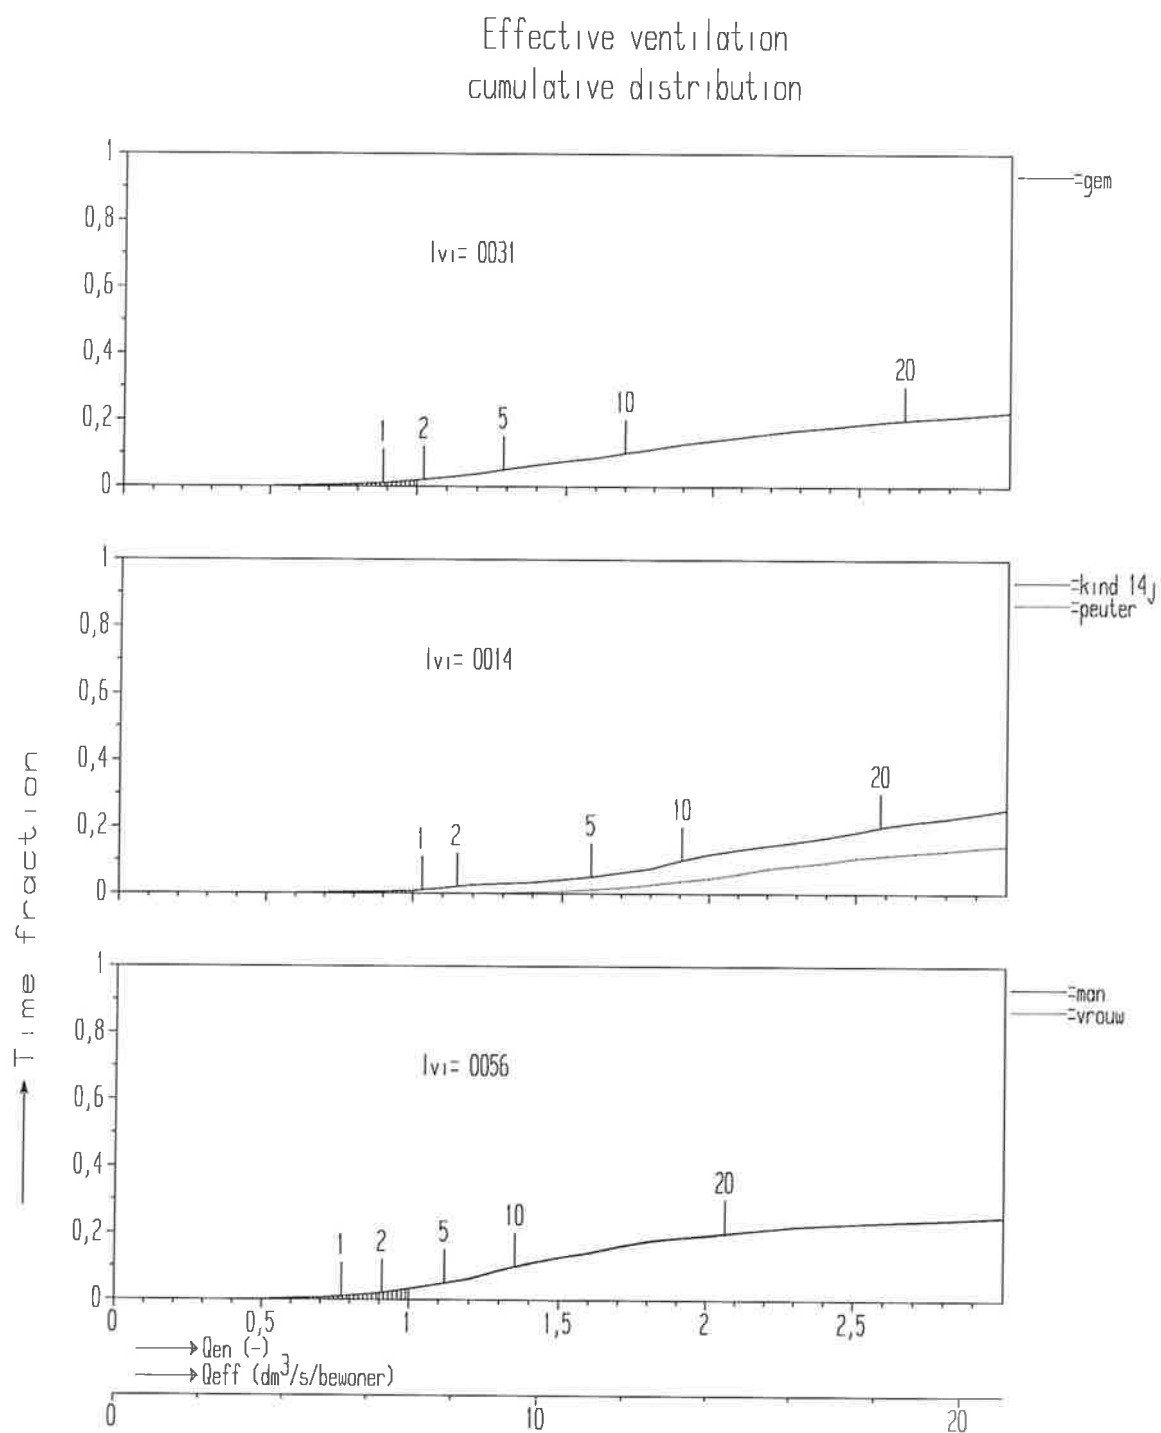 Effective ventilation
cumulative distribution
1
0,8
0,6
0,4
0,2
0
lvi= 0031
1
2
5
10
20
=gem
1
0,8
0,6
0,4
0,2
0
lvi= 0014
1
2
5
10
20
=kind 14j
=peuter
Time fraction
1
0,8
0,6
0,4
0,2
0
lvi= 0056
1
2
5
10
20
=man
=vrouw
0 0,5 1 1,5 2 2,5
Qen (-)
Qeff (dm³/s/bewoner)
0 10 20